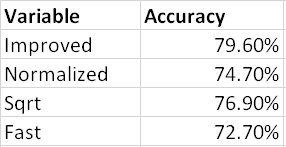 Variable Accuracy
Improved 79.60%
Normalized 74.70%
Sqrt 76.90%
Fast 72.70%